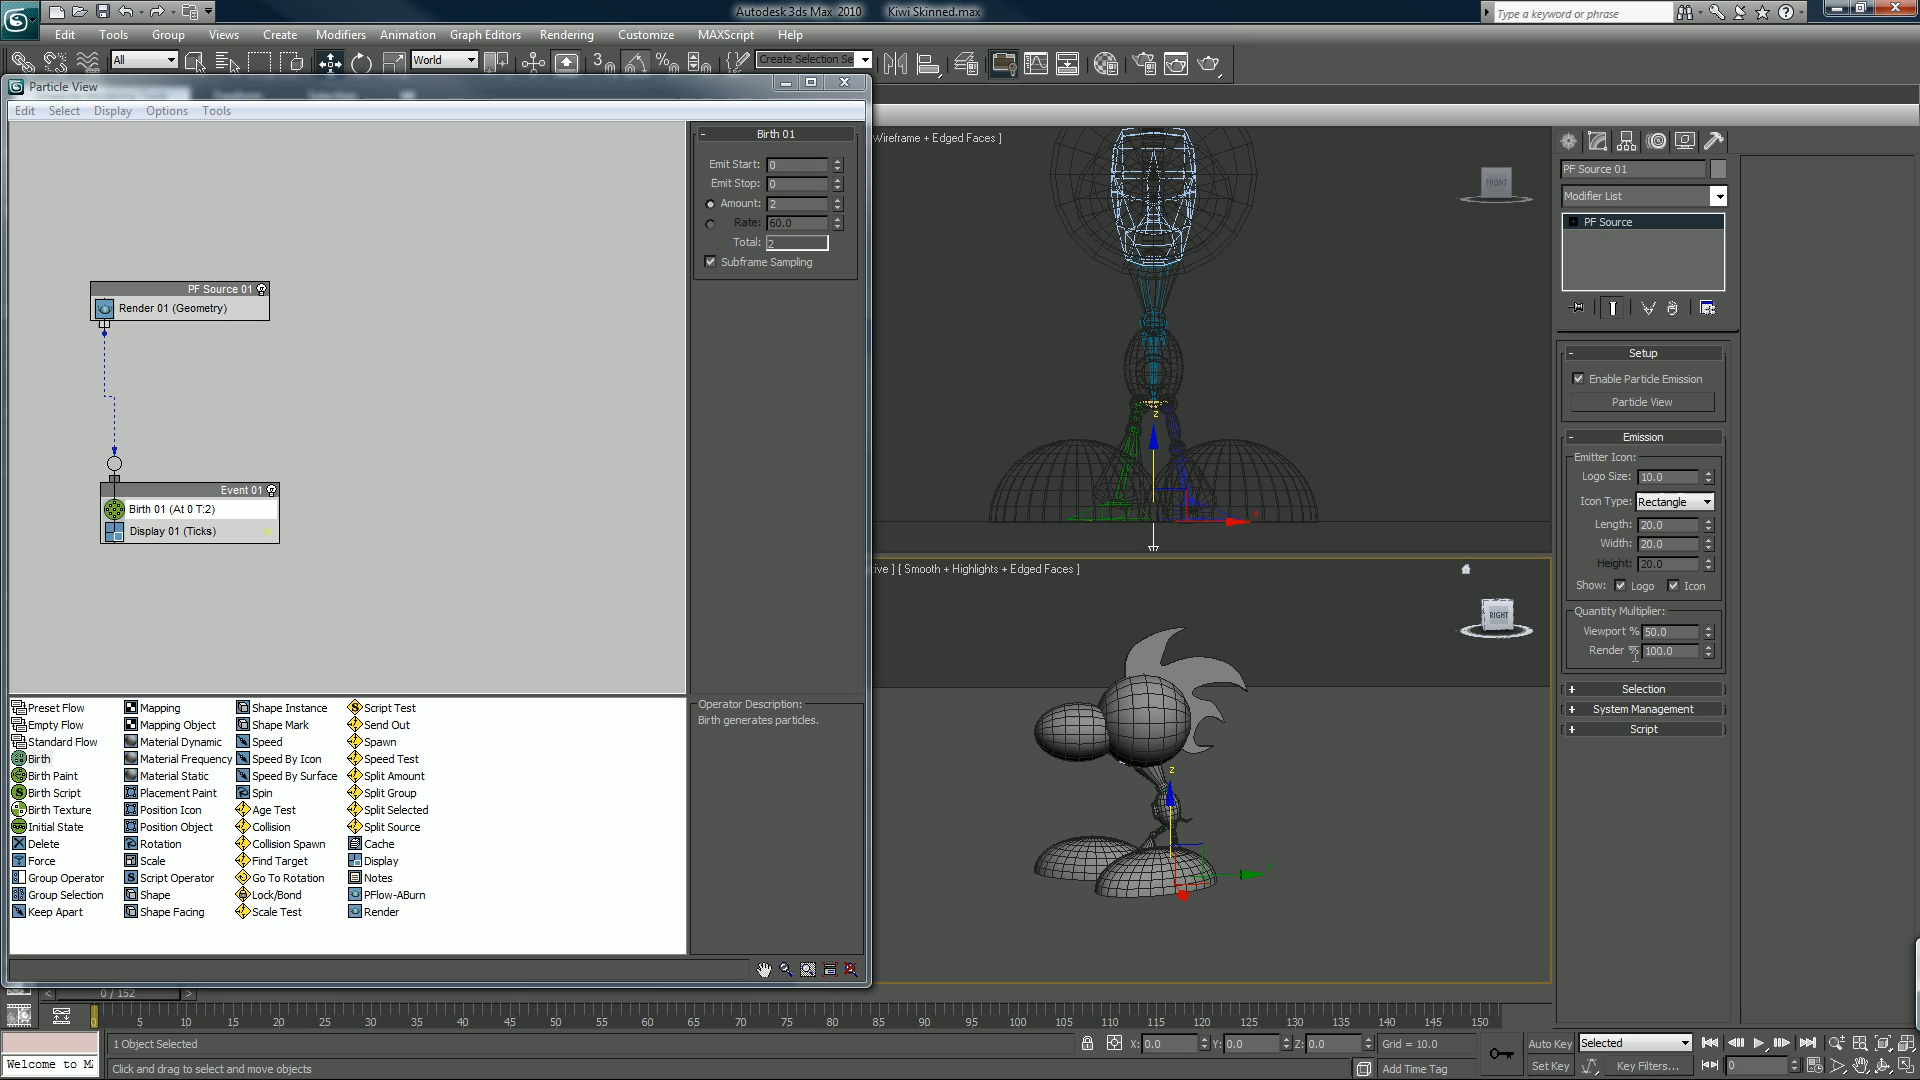 Autodesk 3ds Max 2010 Kiwi Skinned.max
Type a keyword or phrase
Edit Tools Group Views Create Modifiers Animation Graph Editors Rendering Customize MAXScript Help
All
World
Create Selection Se
Particle View
Edit Select Display Options Tools
Birth 01
Emit Start: 0
Emit Stop: 0
Amount: 2
Rate: 60.0
Total: 2
Subframe Sampling
PF Source 01
Render 01 (Geometry)
Event 01
Birth 01 (At 0 T:2)
Display 01 (Ticks)
Wireframe + Edged Faces ]
FRONT
z
tive ] [ Smooth + Highlights + Edged Faces ]
RIGHT
z
PF Source 01
Modifier List
PF Source
Setup
Enable Particle Emission
Particle View
Emission
Emitter Icon:
Logo Size: 10.0
Icon Type: Rectangle
Length: 20.0
Width: 20.0
Height: 20.0
Show: Logo Icon
Quantity Multiplier:
Viewport % 50.0
Render % 100.0
Selection
System Management
Script
Preset Flow Mapping Shape Instance Script Test
Empty Flow Mapping Object Shape Mark Send Out
Standard Flow Material Dynamic Speed Spawn
Birth Material Frequency Speed By Icon Speed Test
Birth Paint Material Static Speed By Surface Split Amount
Birth Script Placement Paint Spin Split Group
Birth Texture Position Icon Age Test Split Selected
Initial State Position Object Collision Split Source
Delete Rotation Collision Spawn Cache
Force Scale Find Target Display
Group Operator Script Operator Go To Rotation Notes
Group Selection Shape Lock/Bond PFlow-ABurn
Keep Apart Shape Facing Scale Test Render
Operator Description:
Birth generates particles.
0 / 152
0 5 10 15 20 25 30 35 40 45 50 55 60 65 70 75 80 85 90 95 100 105 110 115 120 125 130 135 140 145 150
1 Object Selected
X: 0.0 Y: 0.0 Z: 0.0 Grid = 10.0
Auto Key Selected
Welcome to M
Click and drag to select and move objects
Add Time Tag
Set Key Key Filters... 0